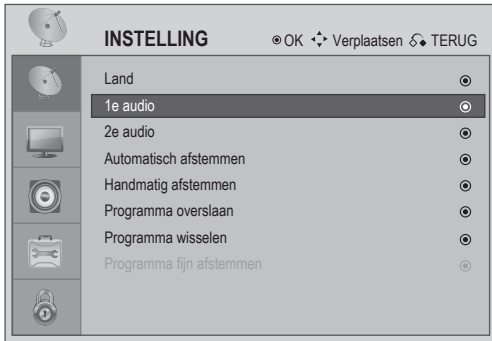 INSTELLING OK Verplaatsen TERUG
Land
1e audio
2e audio
Automatisch afstemmen
Handmatig afstemmen
Programma overslaan
Programma wisselen
Programma fijn afstemmen